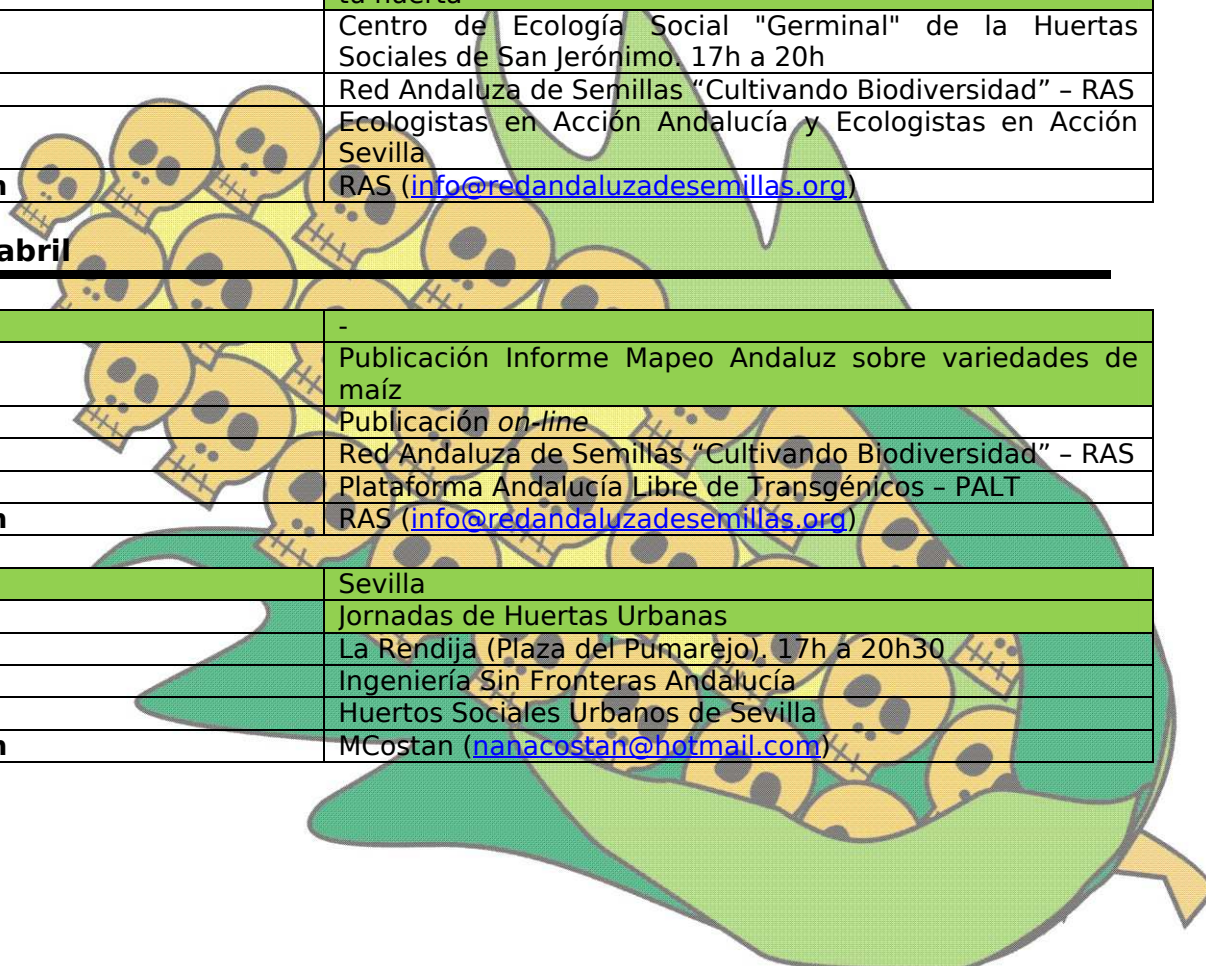 tu huerta
Centro de Ecología Social "Germinal" de la Huertas
Sociales de San Jerónimo. 17h a 20h
Red Andaluza de Semillas “Cultivando Biodiversidad” – RAS
Ecologistas en Acción Andalucía y Ecologistas en Acción
Sevilla
n RAS (info@redandaluzadesemillas.org)
abril
-
Publicación Informe Mapeo Andaluz sobre variedades de
maíz
Publicación on-line
Red Andaluza de Semillas “Cultivando Biodiversidad” – RAS
Plataforma Andalucía Libre de Transgénicos – PALT
n RAS (info@redandaluzadesemillas.org)
Sevilla
Jornadas de Huertas Urbanas
La Rendija (Plaza del Pumarejo). 17h a 20h30
Ingeniería Sin Fronteras Andalucía
Huertos Sociales Urbanos de Sevilla
n MCostan (nanacostan@hotmail.com)